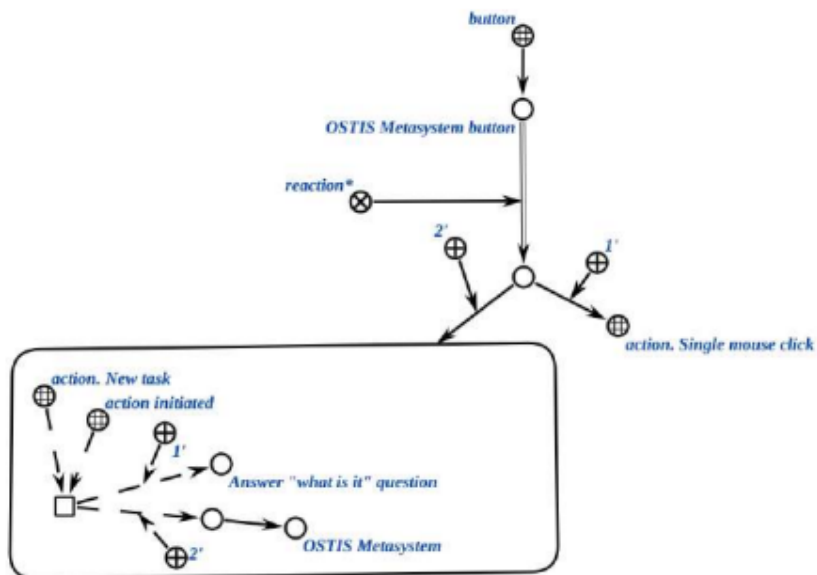 button
OSTIS Metasystem button
reaction*
2'
1'
action. Single mouse click
action. New task
action initiated
1'
Answer "what is it" question
OSTIS Metasystem
2'